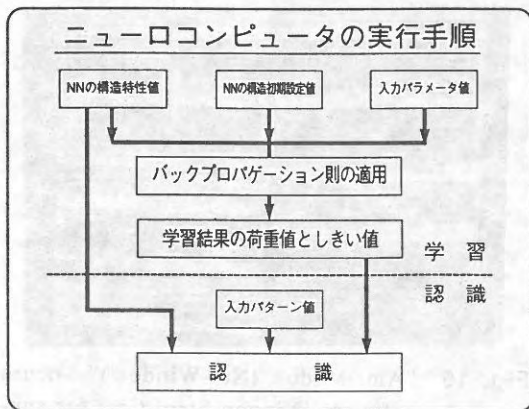 ニューロコンピュータの実行手順
NNの構造特性値
NNの構造初期設定値
入力パラメータ値
バックプロパゲーション則の適用
学習結果の荷重値としきい値
学 習
認 識
入力パターン値
認 識